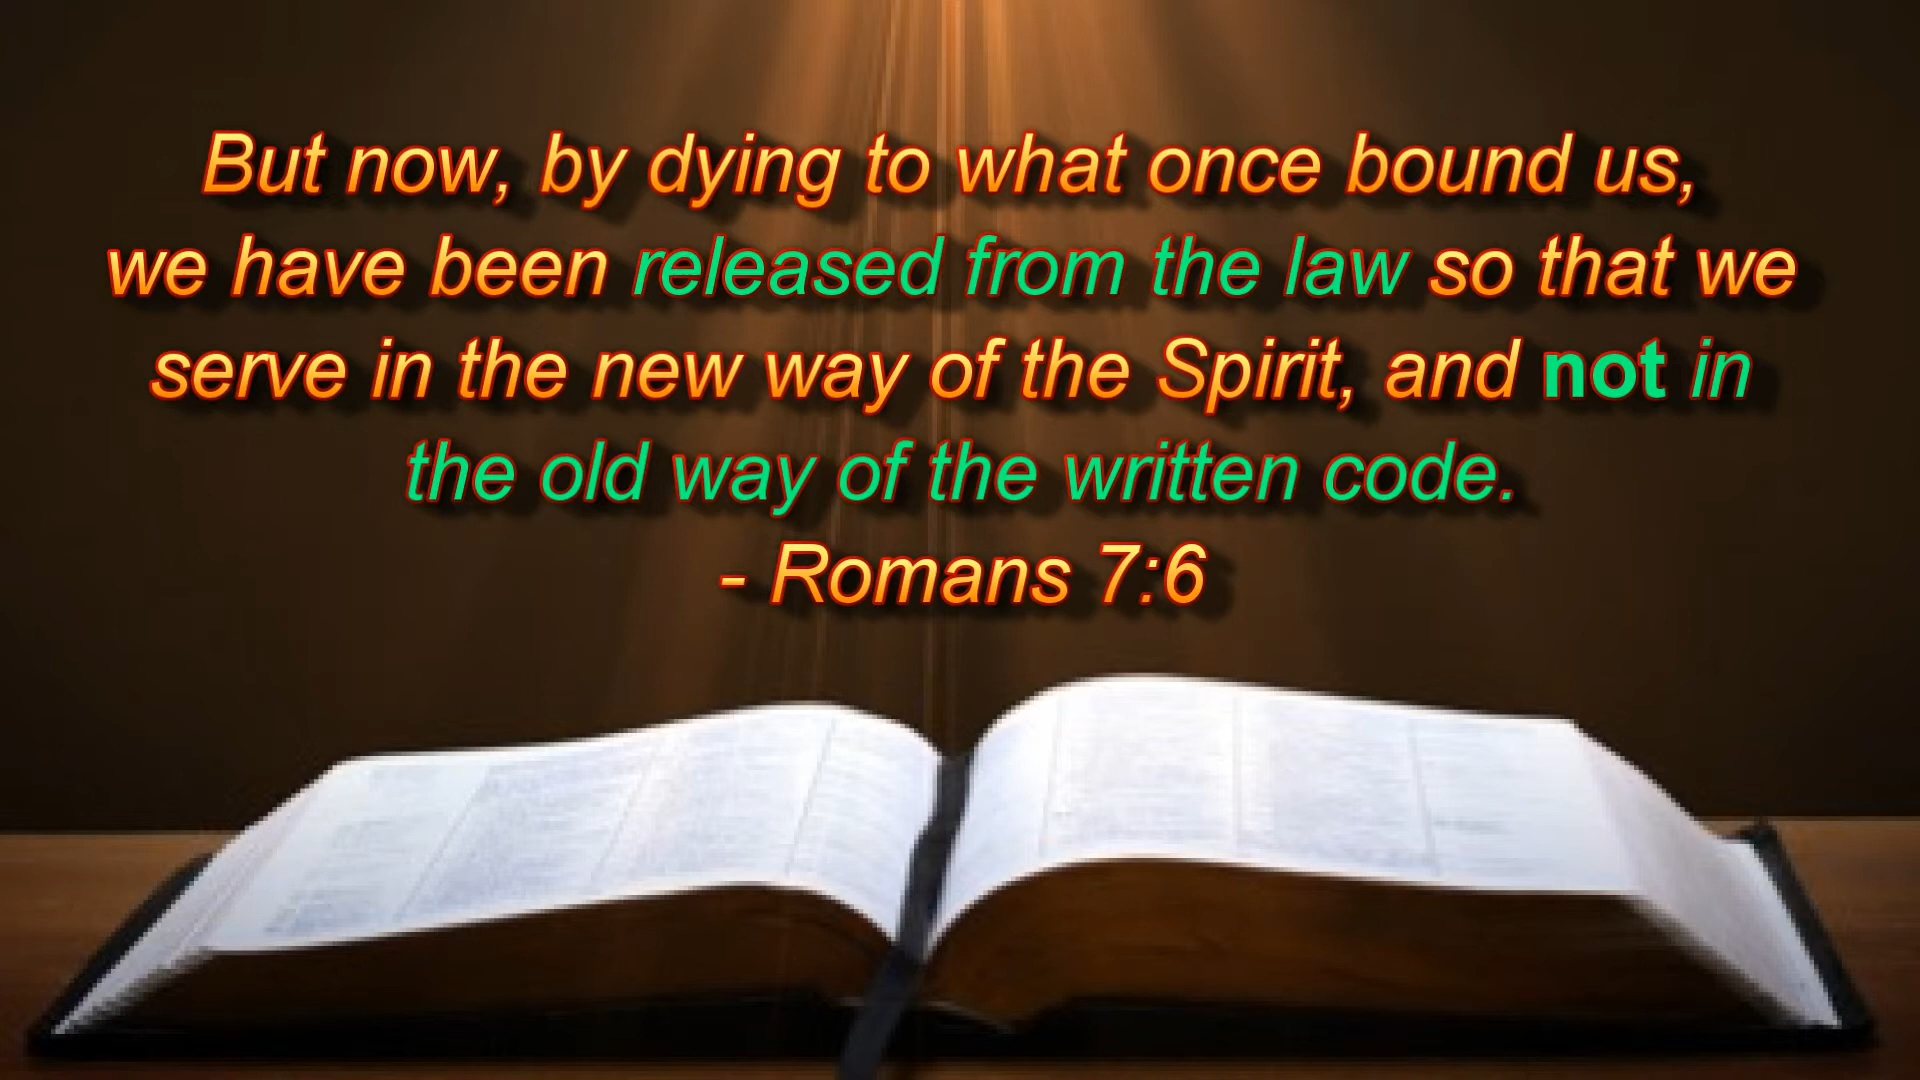 But now, by dying to what once bound us,
we have been released from the law so that we
serve in the new way of the Spirit, and not in
the old way of the written code.
- Romans 7:6